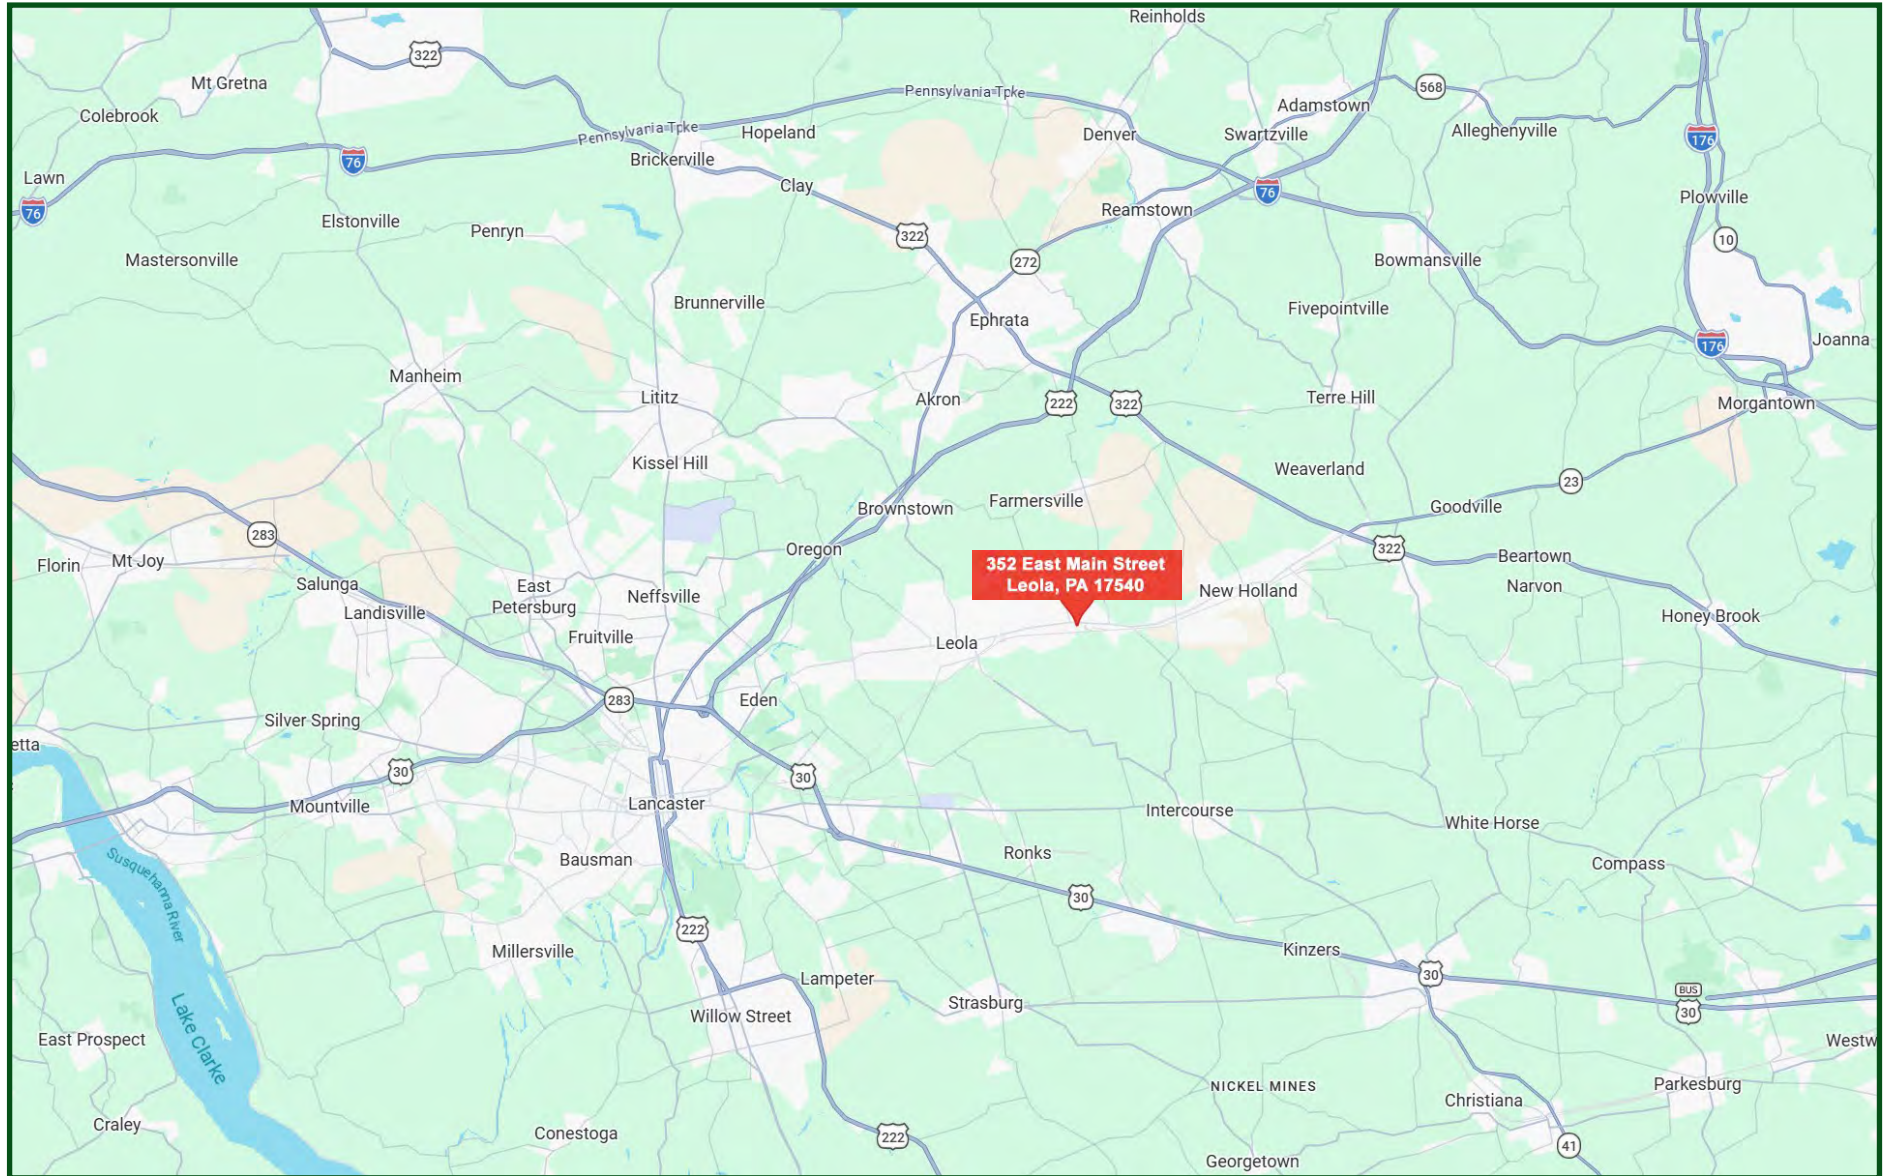 Reinholds
322
Mt Gretna
568
Pennsylvania Tpke
Adamstown
Colebrook
Pennsylvania Tpke
Hopeland
Denver
Swartzville
Alleghenyville
176
76
Brickerville
Lawn
Clay
76
Plowville
76
Reamstown
Elstonville
Penryn
322
10
Mastersonville
272
Bowmansville
Brunnerville
Fivepointville
Ephrata
Joanna
176
Manheim
Lititz
Akron
222
322
Terre Hill
Morgantown
Kissel Hill
Weaverland
23
Brownstown
Farmersville
Goodville
283
Oregon
322
Beartown
Florin
Mt Joy
352 East Main Street
Leola, PA 17540
Salunga
East
Petersburg
Neffsville
New Holland
Narvon
Landisville
Fruitville
Leola
Honey Brook
283
Eden
Silver Spring
etta
30
30
Mountville
Lancaster
Intercourse
White Horse
Bausman
Ronks
Compass
Susquehanna River
30
222
Millersville
Kinzers
Lampeter
30
Strasburg
BUS
30
Willow Street
Lake Clarke
East Prospect
Westw
NICKEL MINES
Parkesburg
Christiana
Craley
Conestoga
222
41
Georgetown